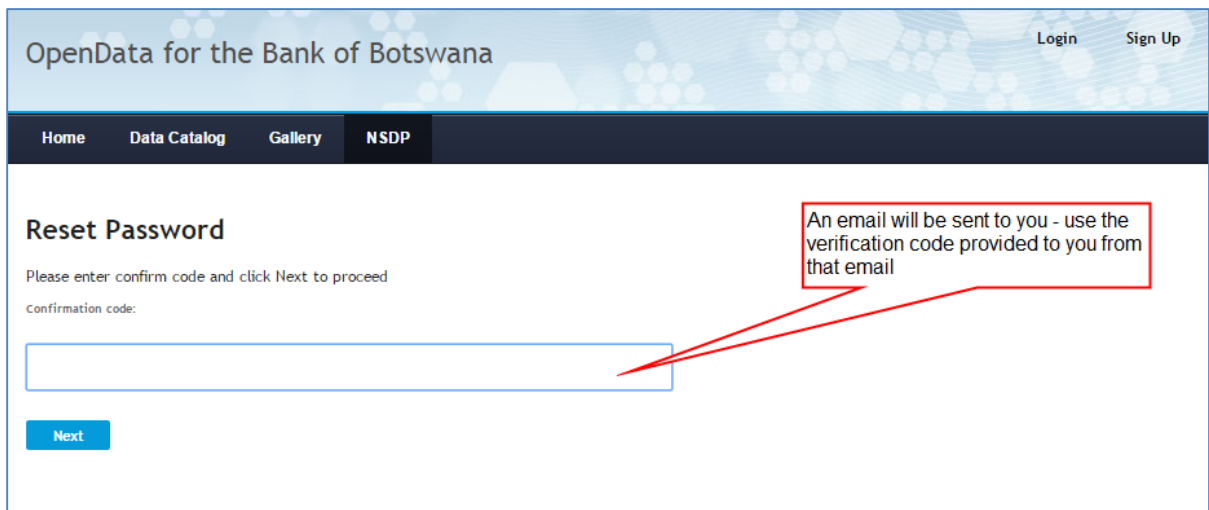 OpenData for the Bank of Botswana
Login Sign Up
Home Data Catalog Gallery NSDP
Reset Password
Please enter confirm code and click Next to proceed
Confirmation code:
An email will be sent to you - use the
verification code provided to you from
that email
Next